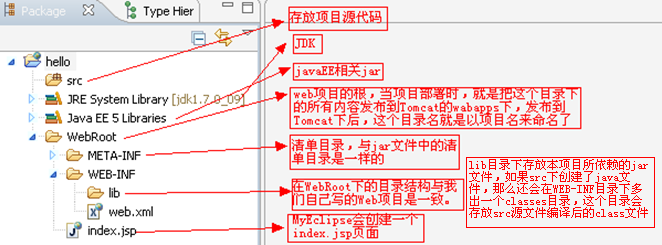 Package
Type Hier
hello
src
JRE System Library [jdk1.7.0_09]
Java EE 5 Libraries
WebRoot
META-INF
WEB-INF
lib
web.xml
index.jsp
存放项目源代码
JDK
javaEE相关jar
web项目的根，当项目部署时，就是把这个目录下
的所有内容发布到Tomcat的webapps下，发布到
Tomcat下后，这个目录名就是以项目名来命名了
清单目录，与jar文件中的清
单目录是一样的
在WebRoot下的目录结构与我
们自己写的Web项目是一致。
MyEclipse会创建一个
index.jsp页面
lib目录下存放本项目所依赖的jar
文件，如果src下创建了java文
件，那么还会在WEB-INF目录下多
出一个classes目录，这个目录会
存放src源文件编译后的class文件